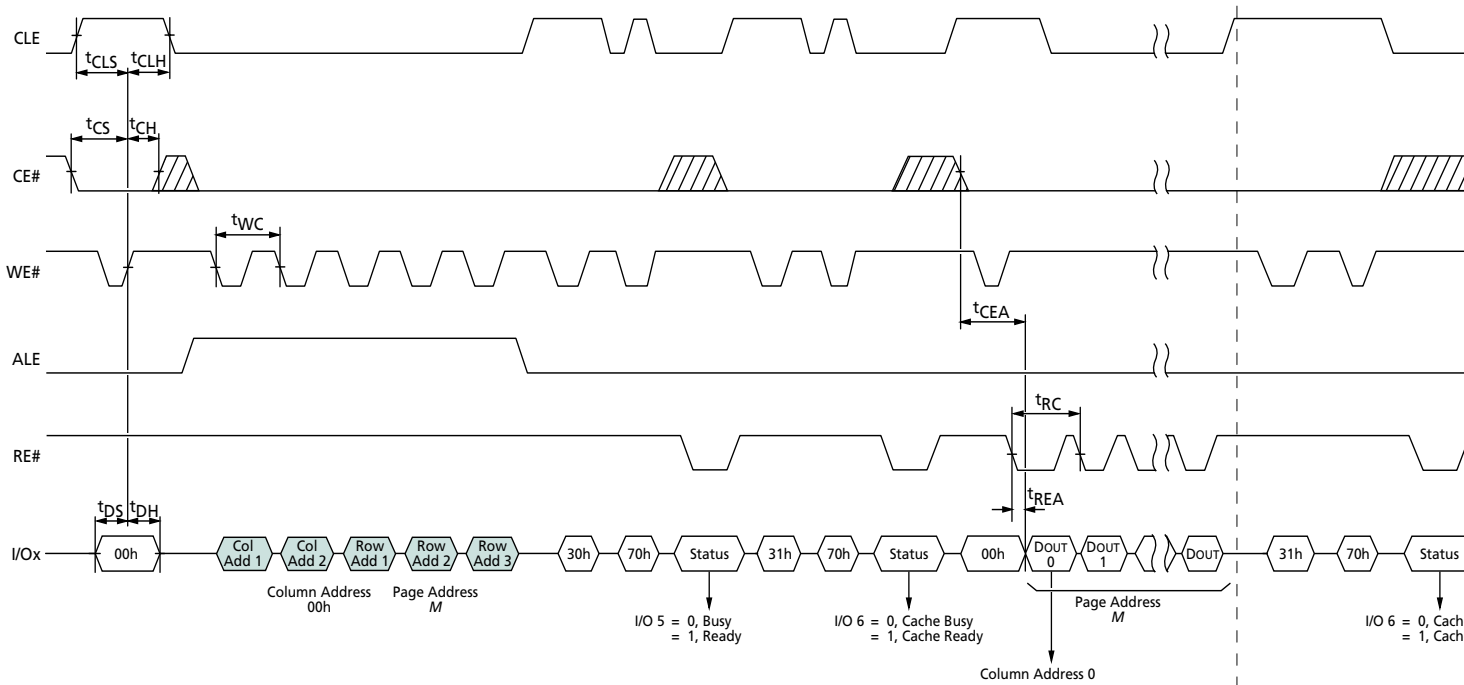 CLE
tCLS
tCLH
tCS
tCH
CE#
tWC
WE#
tCEA
ALE
tRC
RE#
tREA
tDS
tDH
I/Ox
00h
Col
Add 1
Col
Add 2
Row
Add 1
Row
Add 2
Row
Add 3
30h
70h
Status
31h
70h
Status
00h
DOUT
0
DOUT
1
DOUT
31h
70h
Status
Column Address
00h
Page Address
M
I/O 5 = 0, Busy
= 1, Ready
I/O 6 = 0, Cache Busy
= 1, Cache Ready
Page Address
M
Column Address 0
I/O 6 = 0, Cach
= 1, Cach